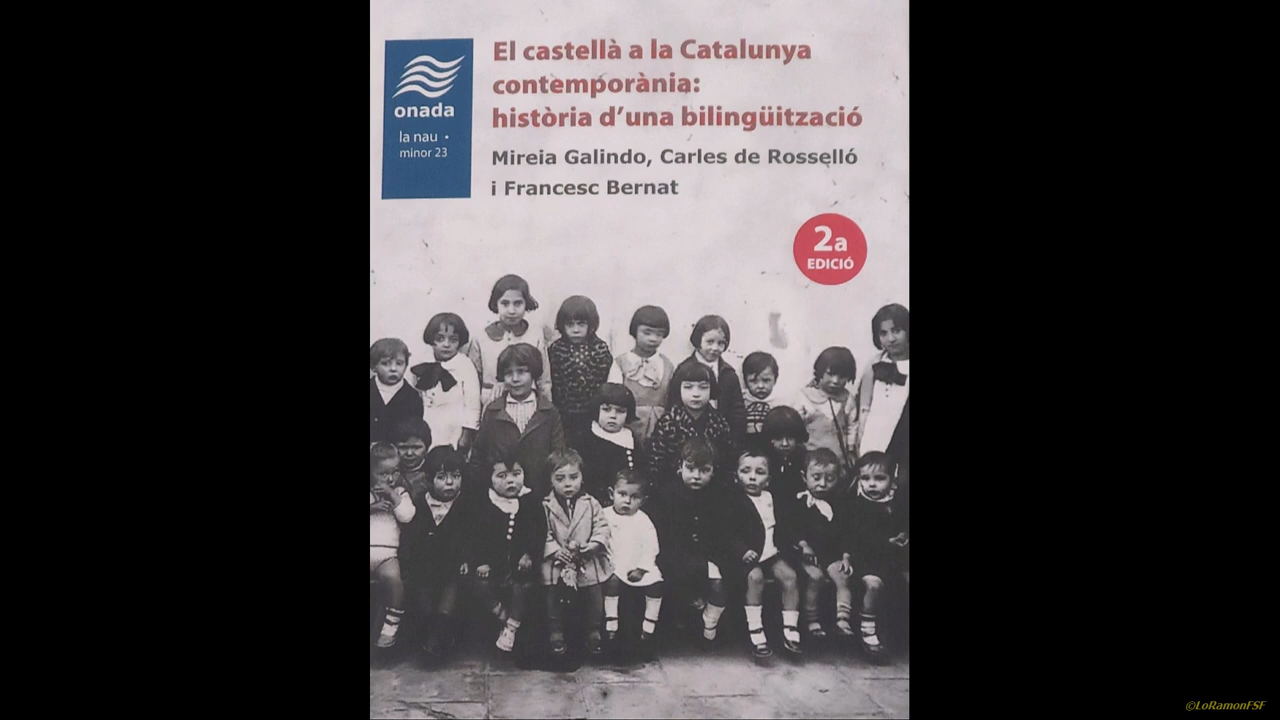 El castellà a la Catalunya
contemporània:
història d'una bilingüització
Mireia Galindo, Carles de Rosselló
i Francesc Bernat
onada
la nau •
minor 23
2a
EDICIÓ
©LoRamonFSF